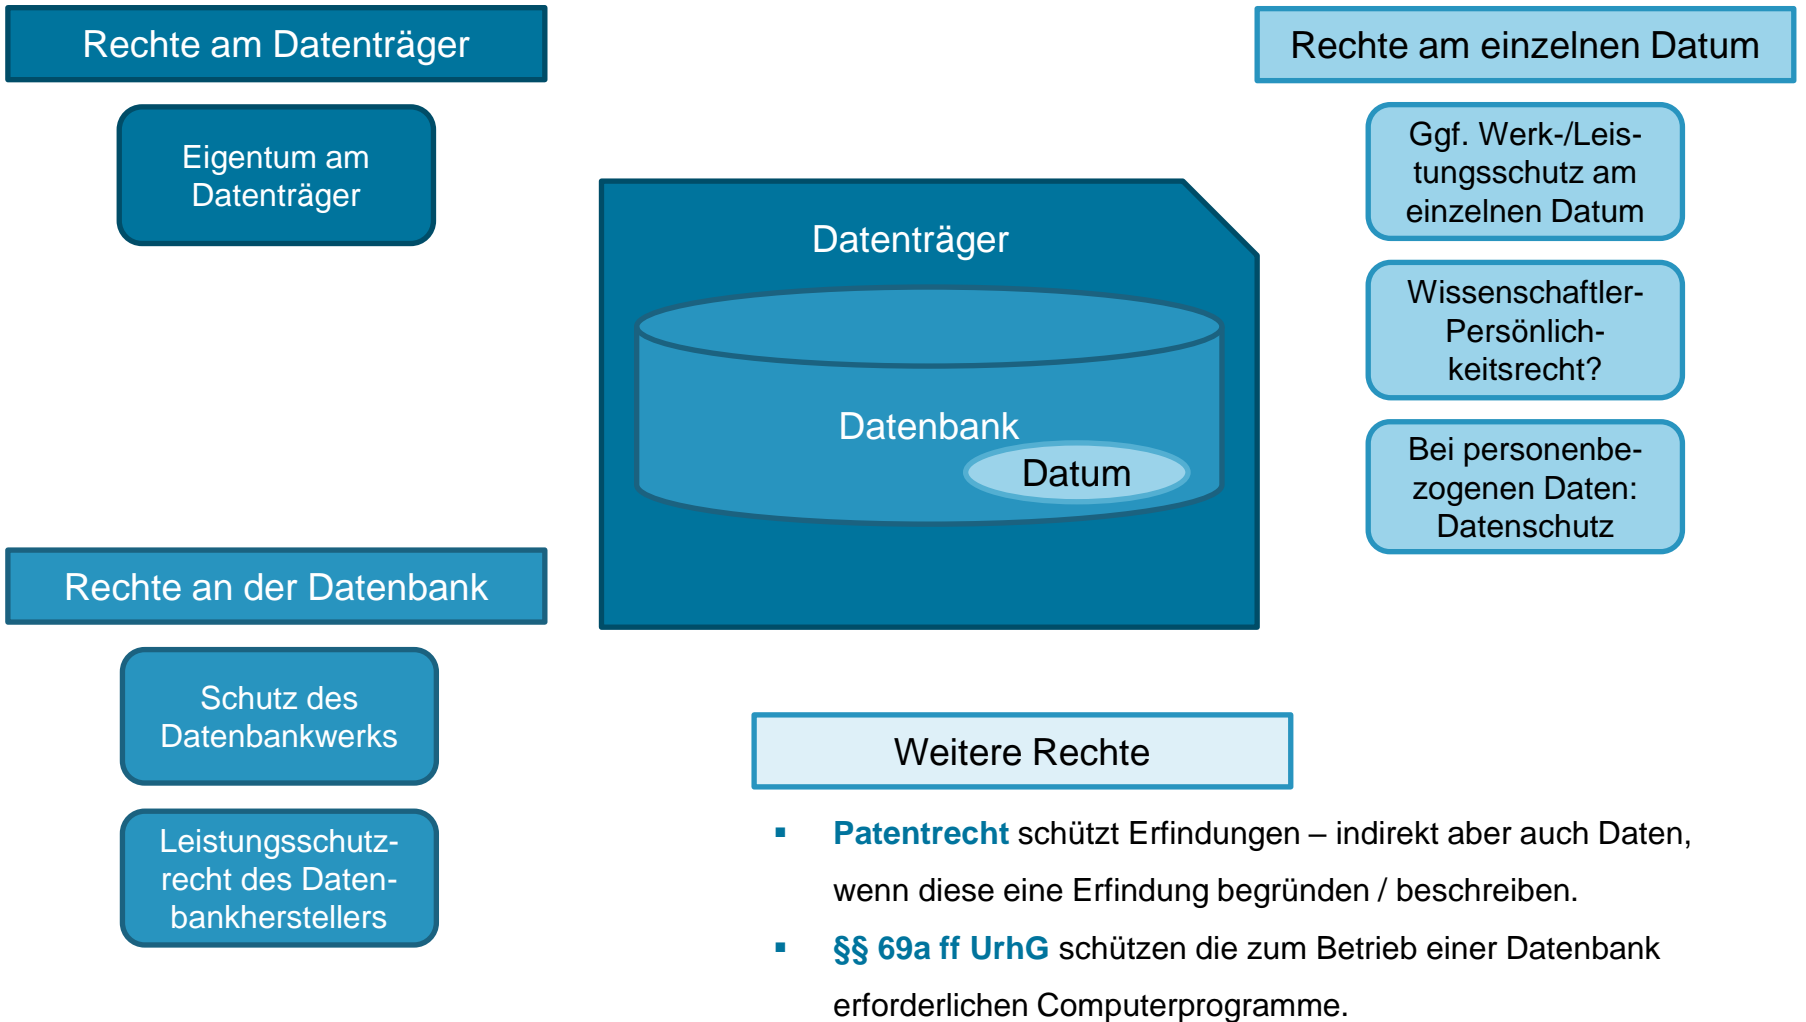 Rechte am Datenträger
Eigentum am
Datenträger
Rechte an der Datenbank
Schutz des
Datenbankwerks
Leistungsschutz-
recht des Daten-
bankherstellers
Datenträger
Datenbank
Datum
Rechte am einzelnen Datum
Ggf. Werk-/Leis-
tungsschutz am
einzelnen Datum
Wissenschaftler-
Persönlich-
keitsrecht?
Bei personenbe-
zogenen Daten:
Datenschutz
Weitere Rechte
▪ Patentrecht schützt Erfindungen – indirekt aber auch Daten,
wenn diese eine Erfindung begründen / beschreiben.
▪ §§ 69a ff UrhG schützen die zum Betrieb einer Datenbank
erforderlichen Computerprogramme.